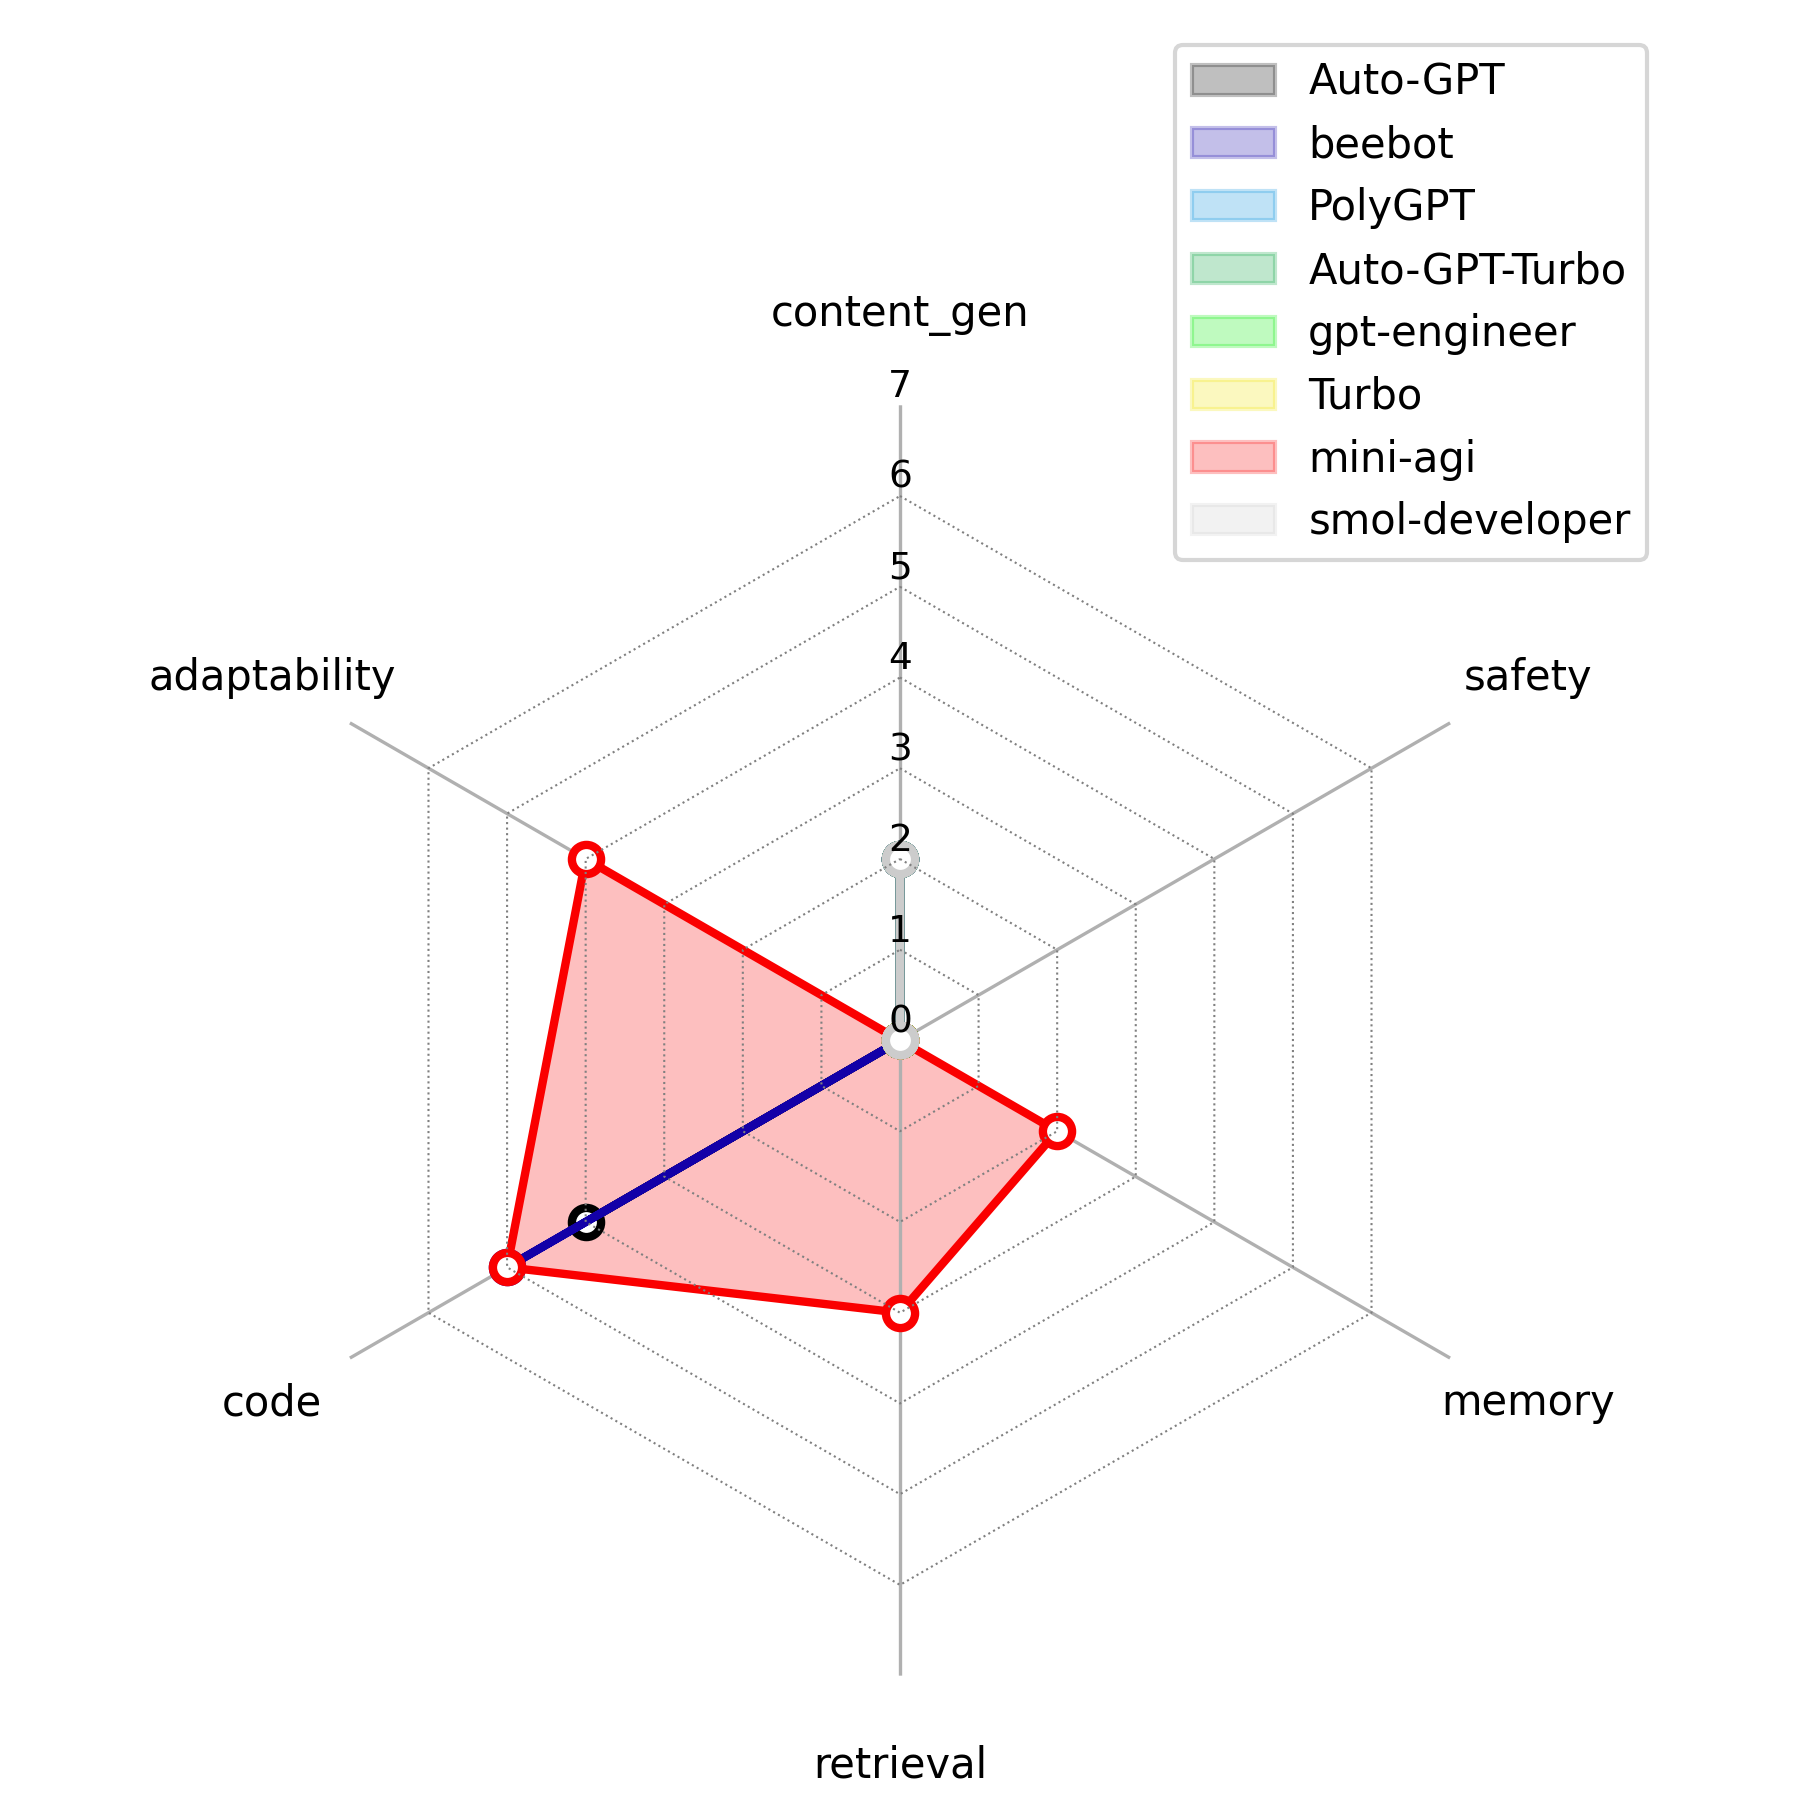 Auto-GPT
beebot
PolyGPT
Auto-GPT-Turbo
gpt-engineer
Turbo
mini-agi
smol-developer
content_gen
7
6
5
4
3
2
1
0
adaptability
safety
code
memory
retrieval